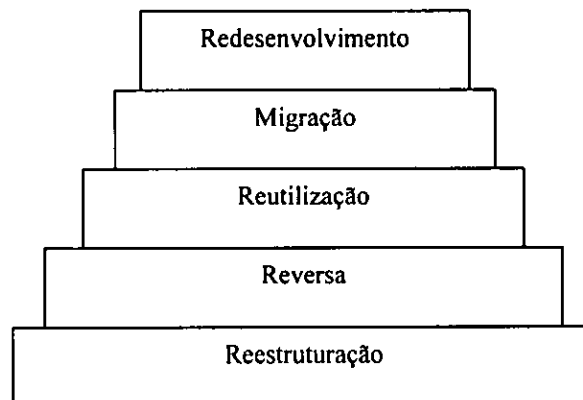 Redesenvolvimento
Migração
Reutilização
Reversa
Reestruturação